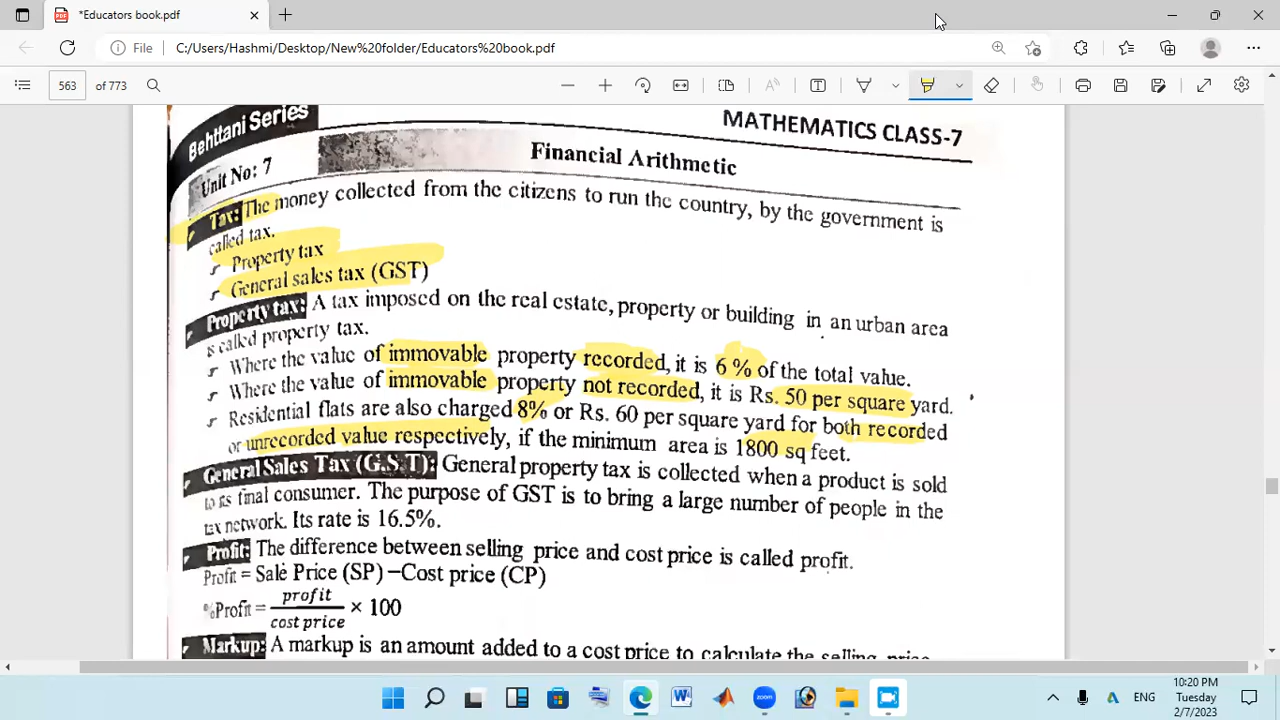 *Educators book.pdf
File C:/Users/Hashmi/Desktop/New%20folder/Educators%20book.pdf
563 of 773
Behttani Series
MATHEMATICS CLASS-7
Unit No: 7
Financial Arithmetic
Tax: The money collected from the citizens to run the country, by the government is
called tax.
Property tax
General sales tax (GST)
Property tax: A tax imposed on the real estate, property or building in an urban area
is called property tax.
Where the value of immovable property recorded, it is 6 % of the total value.
Where the value of immovable property not recorded, it is Rs. 50 per square yard.
Residential flats are also charged 8% or Rs. 60 per square yard for both recorded
or unrecorded value respectively, if the minimum area is 1800 sq feet.
General Sales Tax (G.S.T): General property tax is collected when a product is sold
to its final consumer. The purpose of GST is to bring a large number of people in the
tax network. Its rate is 16.5%.
Profit: The difference between selling price and cost price is called profit.
Profit = Sale Price (SP) –Cost price (CP)
%Profit = profit / cost price × 100
Markup: A markup is an amount added to a cost price to calculate the selling price
ENG
10:20 PM
Tuesday
2/7/2023